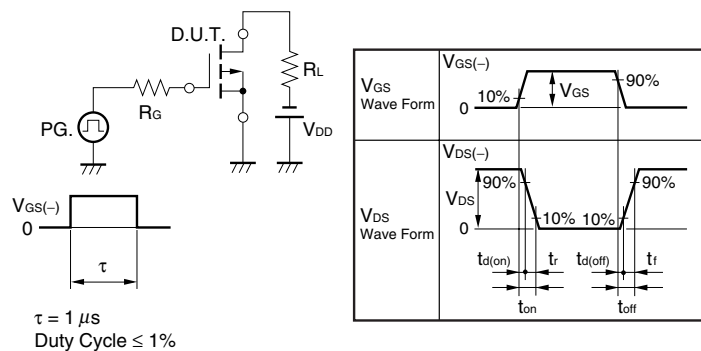 D.U.T.
RL
RG
PG.
VDD
VGS(−)
0
τ
τ = 1 μs
Duty Cycle ≤ 1%
VGS
Wave Form
VGS(−)
10%
VGS
90%
0
VDS
Wave Form
VDS(−)
90%
VDS
10%
10%
90%
0
td(on)
tr
td(off)
tf
ton
toff